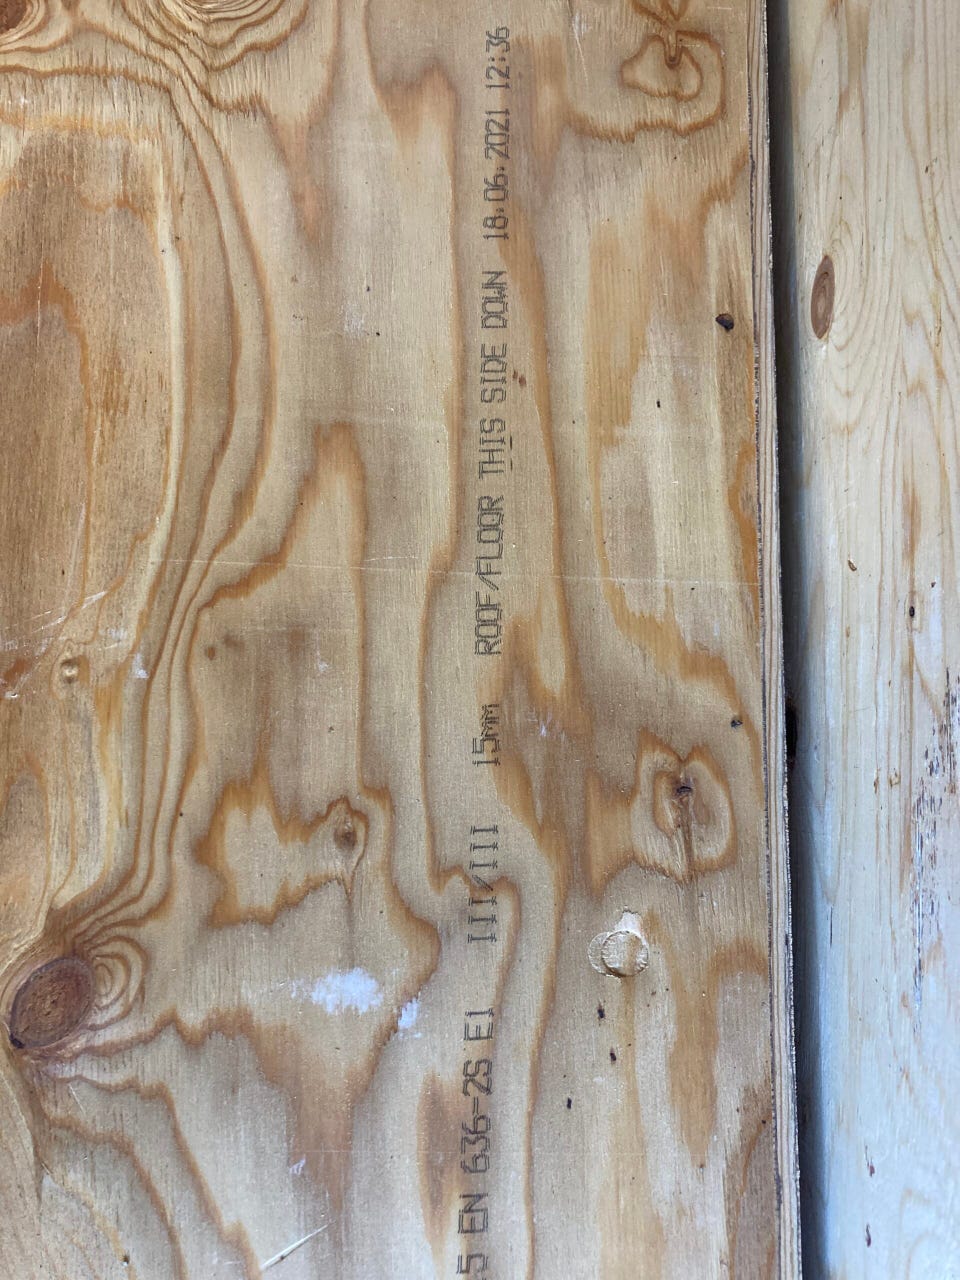 5 EN 636-2S E1 III/III 15mm ROOF/FLOOR THIS SIDE DOWN 18.06.2021 12:36